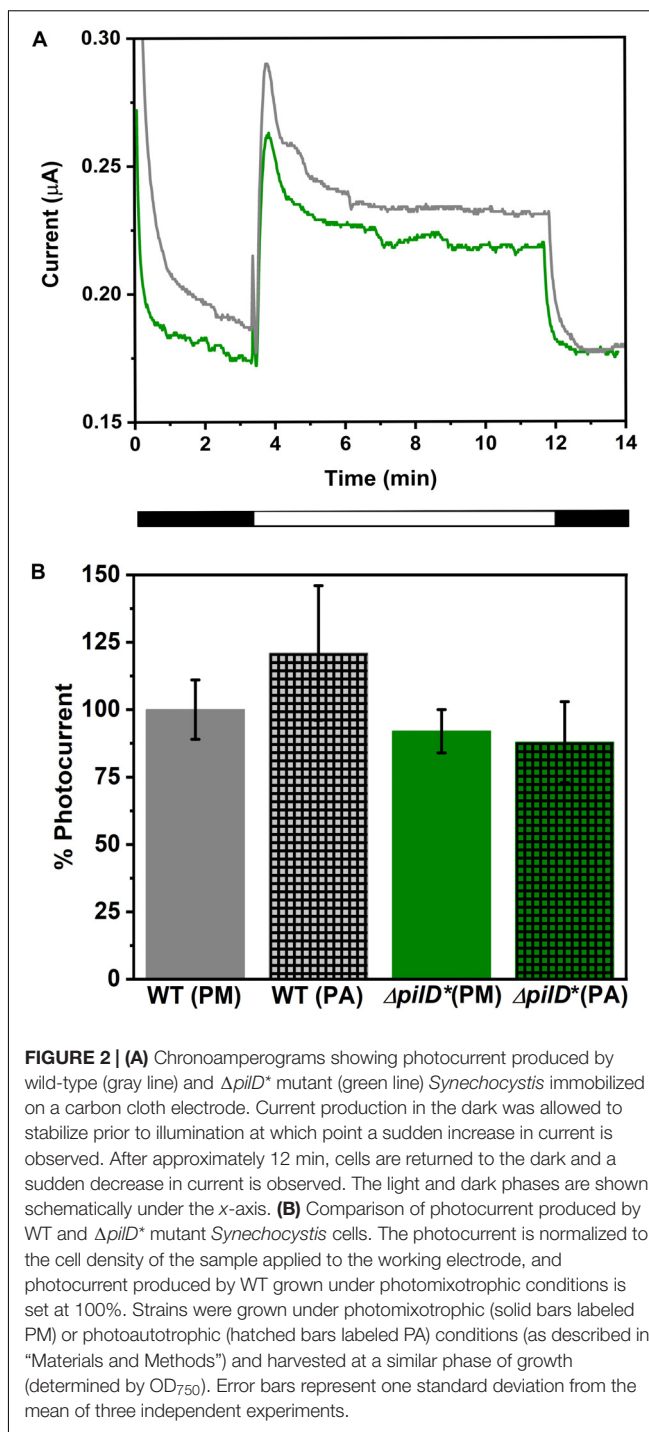 A
0.30
0.25
0.20
0.15
Current (μA)
0 2 4 6 8 10 12 14
Time (min)
B
150
125
100
75
50
25
0
% Photocurrent
WT (PM) WT (PA) ΔpilD*(PM) ΔpilD*(PA)
FIGURE 2 | (A) Chronoamperograms showing photocurrent produced by
wild-type (gray line) and ΔpilD* mutant (green line) Synechocystis immobilized
on a carbon cloth electrode. Current production in the dark was allowed to
stabilize prior to illumination at which point a sudden increase in current is
observed. After approximately 12 min, cells are returned to the dark and a
sudden decrease in current is observed. The light and dark phases are shown
schematically under the x-axis. (B) Comparison of photocurrent produced by
WT and ΔpilD* mutant Synechocystis cells. The photocurrent is normalized to
the cell density of the sample applied to the working electrode, and
photocurrent produced by WT grown under photomixotrophic conditions is
set at 100%. Strains were grown under photomixotrophic (solid bars labeled
PM) or photoautotrophic (hatched bars labeled PA) conditions (as described in
“Materials and Methods”) and harvested at a similar phase of growth
(determined by OD750). Error bars represent one standard deviation from the
mean of three independent experiments.